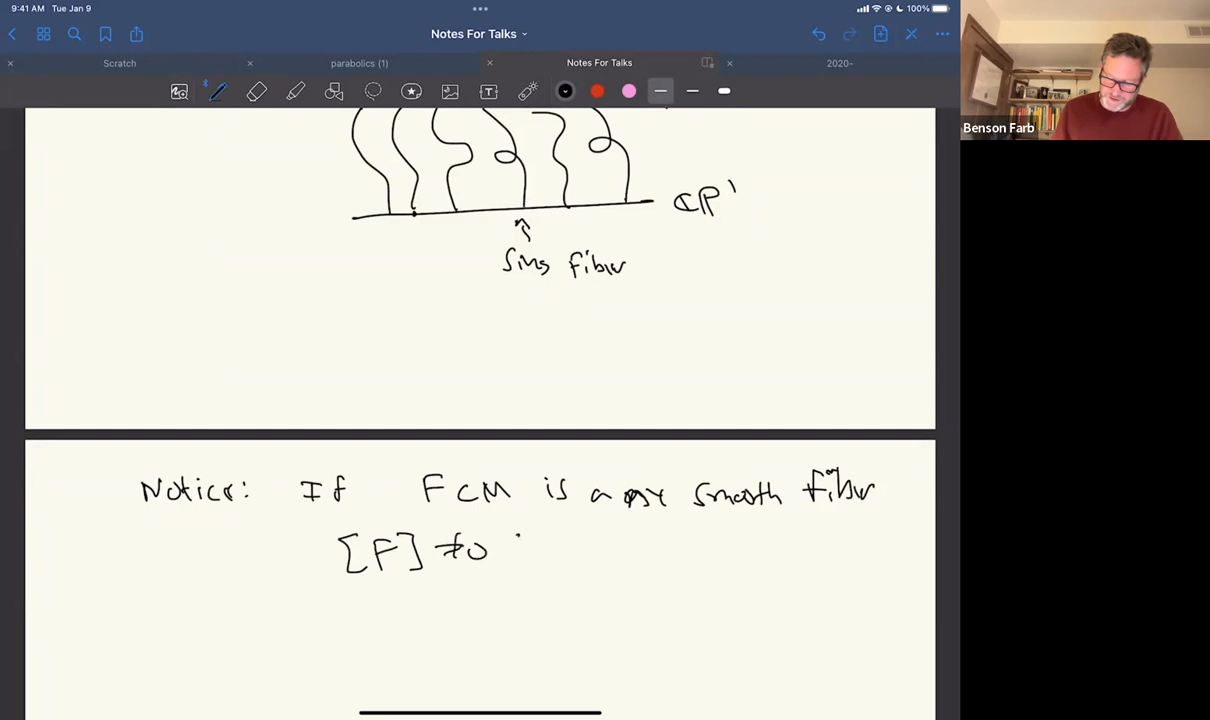 9:41 AM Tue Jan 9
100%
Notes For Talks
Scratch
parabolics (1)
Notes For Talks
2020-
Benson Farb
ℂP¹
Sing fiber
Notice: If F⊂M is a smooth fiber
[F]≠0